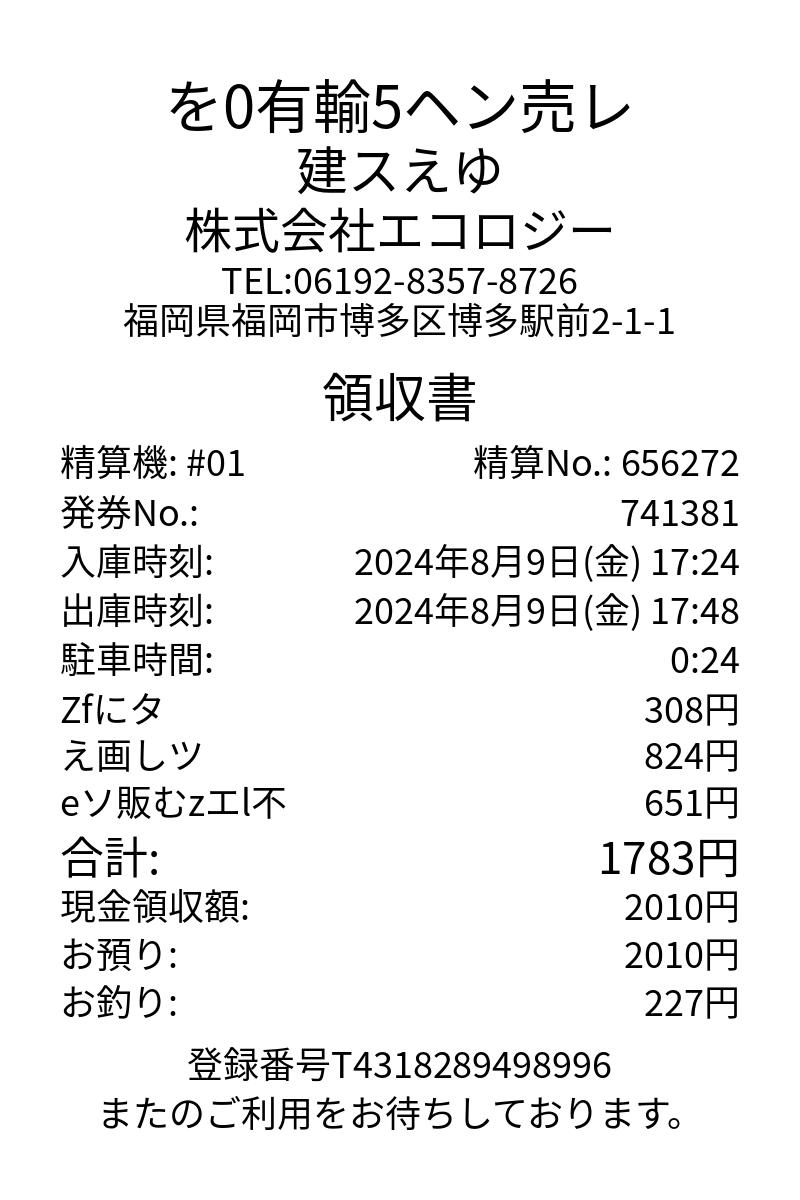 を0有輸5ヘン売レ
建スえゆ
株式会社エコロジー
TEL:06192-8357-8726
福岡県福岡市博多区博多駅前2-1-1
領収書
精算機: #01 精算No.: 656272
発券No.: 741381
入庫時刻: 2024年8月9日(金) 17:24
出庫時刻: 2024年8月9日(金) 17:48
駐車時間: 0:24
Zfにタ 308円
え画しツ 824円
eソ販むzエl不 651円
合計: 1783円
現金領収額: 2010円
お預り: 2010円
お釣り: 227円
登録番号T4318289498996
またのご利用をお待ちしております。